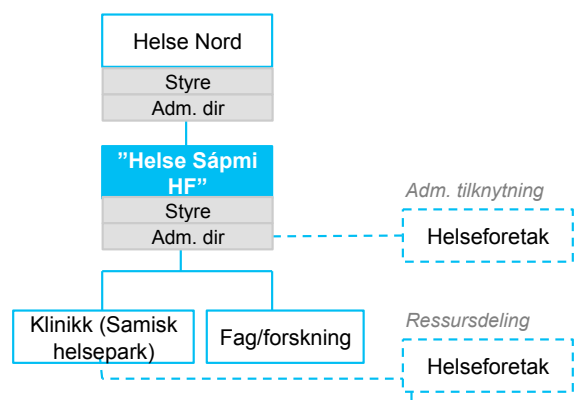 Helse Nord
Styre
Adm. dir
”Helse Sápmi
HF”
Styre
Adm. dir
Adm. tilknytning
Helseforetak
Klinikk (Samisk
helsepark)
Fag/forskning
Ressursdeling
Helseforetak